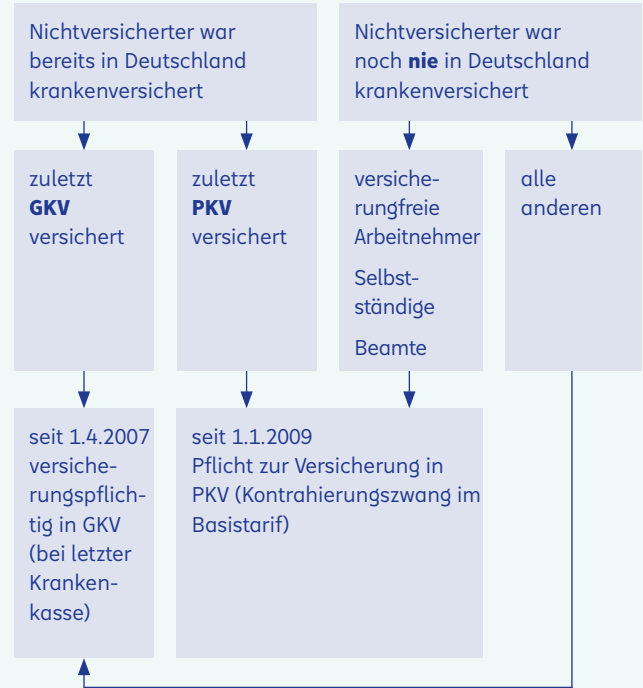 Nichtversicherter war
bereits in Deutschland
krankenversichert
Nichtversicherter war
noch nie in Deutschland
krankenversichert
zuletzt
GKV
versichert
zuletzt
PKV
versichert
versiche-
rungfreie
Arbeitnehmer
Selbst-
ständige
Beamte
alle
anderen
seit 1.4.2007
versiche-
rungspflich-
tig in GKV
(bei letzter
Kranken-
kasse)
seit 1.1.2009
Pflicht zur Versicherung in
PKV (Kontrahierungszwang im
Basistarif)